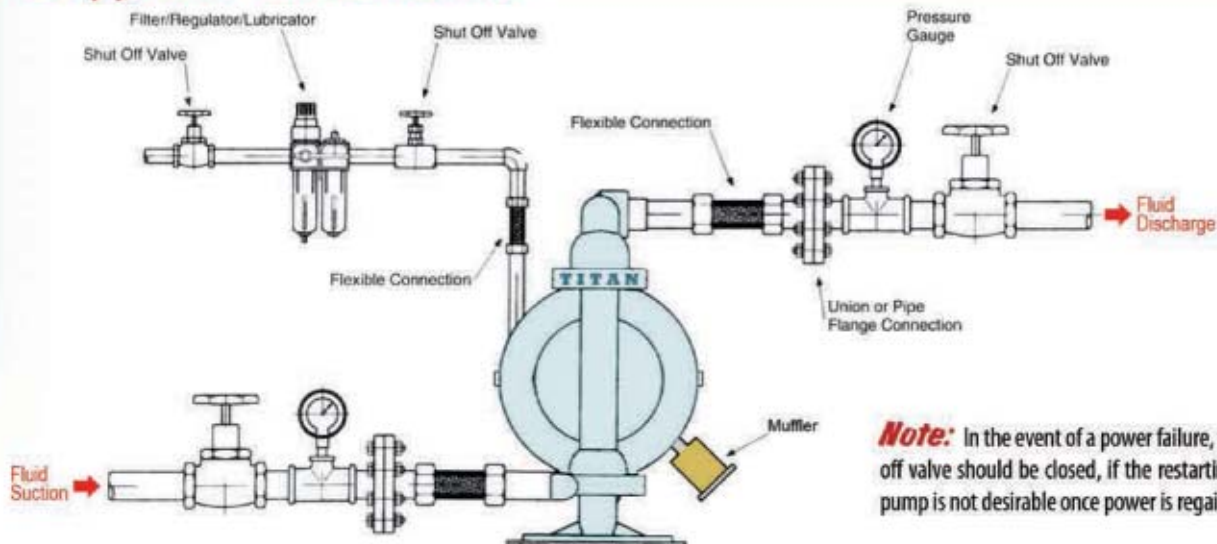 Filter/Regulator/Lubricator
Shut Off Valve
Shut Off Valve
Pressure
Gauge
Shut Off Valve
Flexible Connection
Fluid
Discharge
Flexible Connection
TITAN
Union or Pipe
Flange Connection
Muffler
Fluid
Suction
Note: In the event of a power failure,
off valve should be closed, if the restartin
pump is not desirable once power is regai